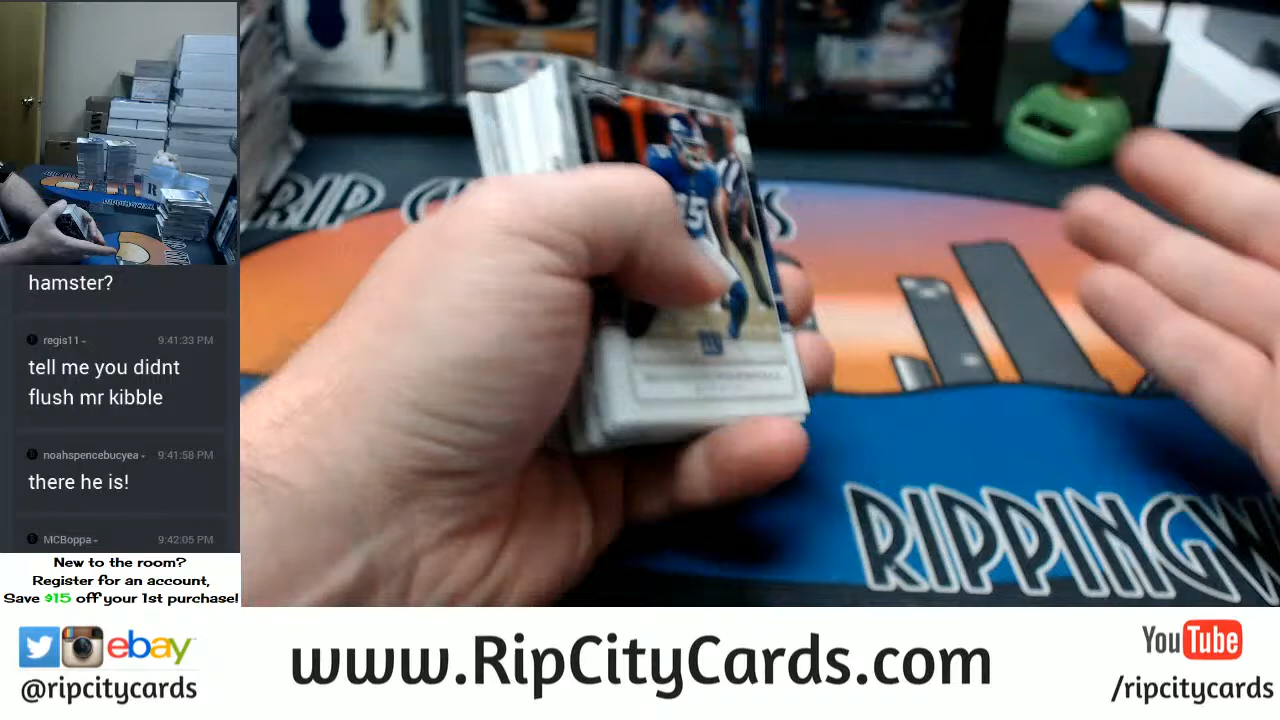 hamster?
regis11 9:41:33 PM
tell me you didnt
flush mr kibble
noahspencebucyea 9:41:58 PM
there he is!
MCBoppa 9:42:05 PM
New to the room?
Register for an account,
Save $15 off your 1st purchase!
RIP C
S
15
RIPPINGW
ebay
@ripcitycards
www.RipCityCards.com
YouTube
/ripcitycards